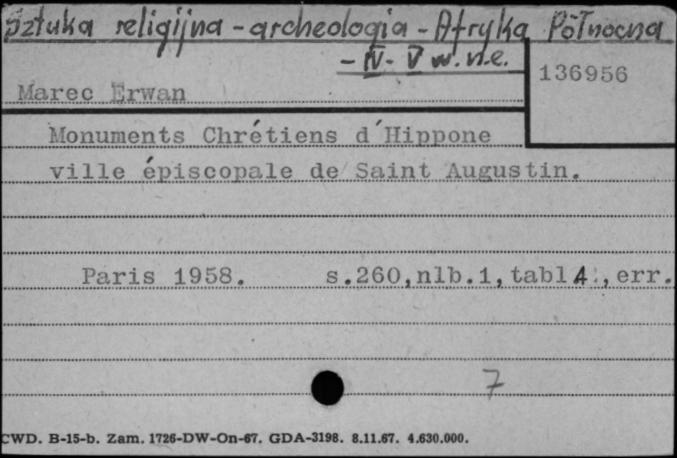 Sztuka religijna - archeologia - Afryka Północna
- IV - V w. n.e.
136956
Marec Erwan
Monuments Chrétiens d'Hippone
ville épiscopale de Saint Augustin.
Paris 1958. s.260,nlb.1,tabl 4.,err.
7
CWD. B-15-b. Zam. 1726-DW-On-67. GDA-3198. 8.11.67. 4.630.000.